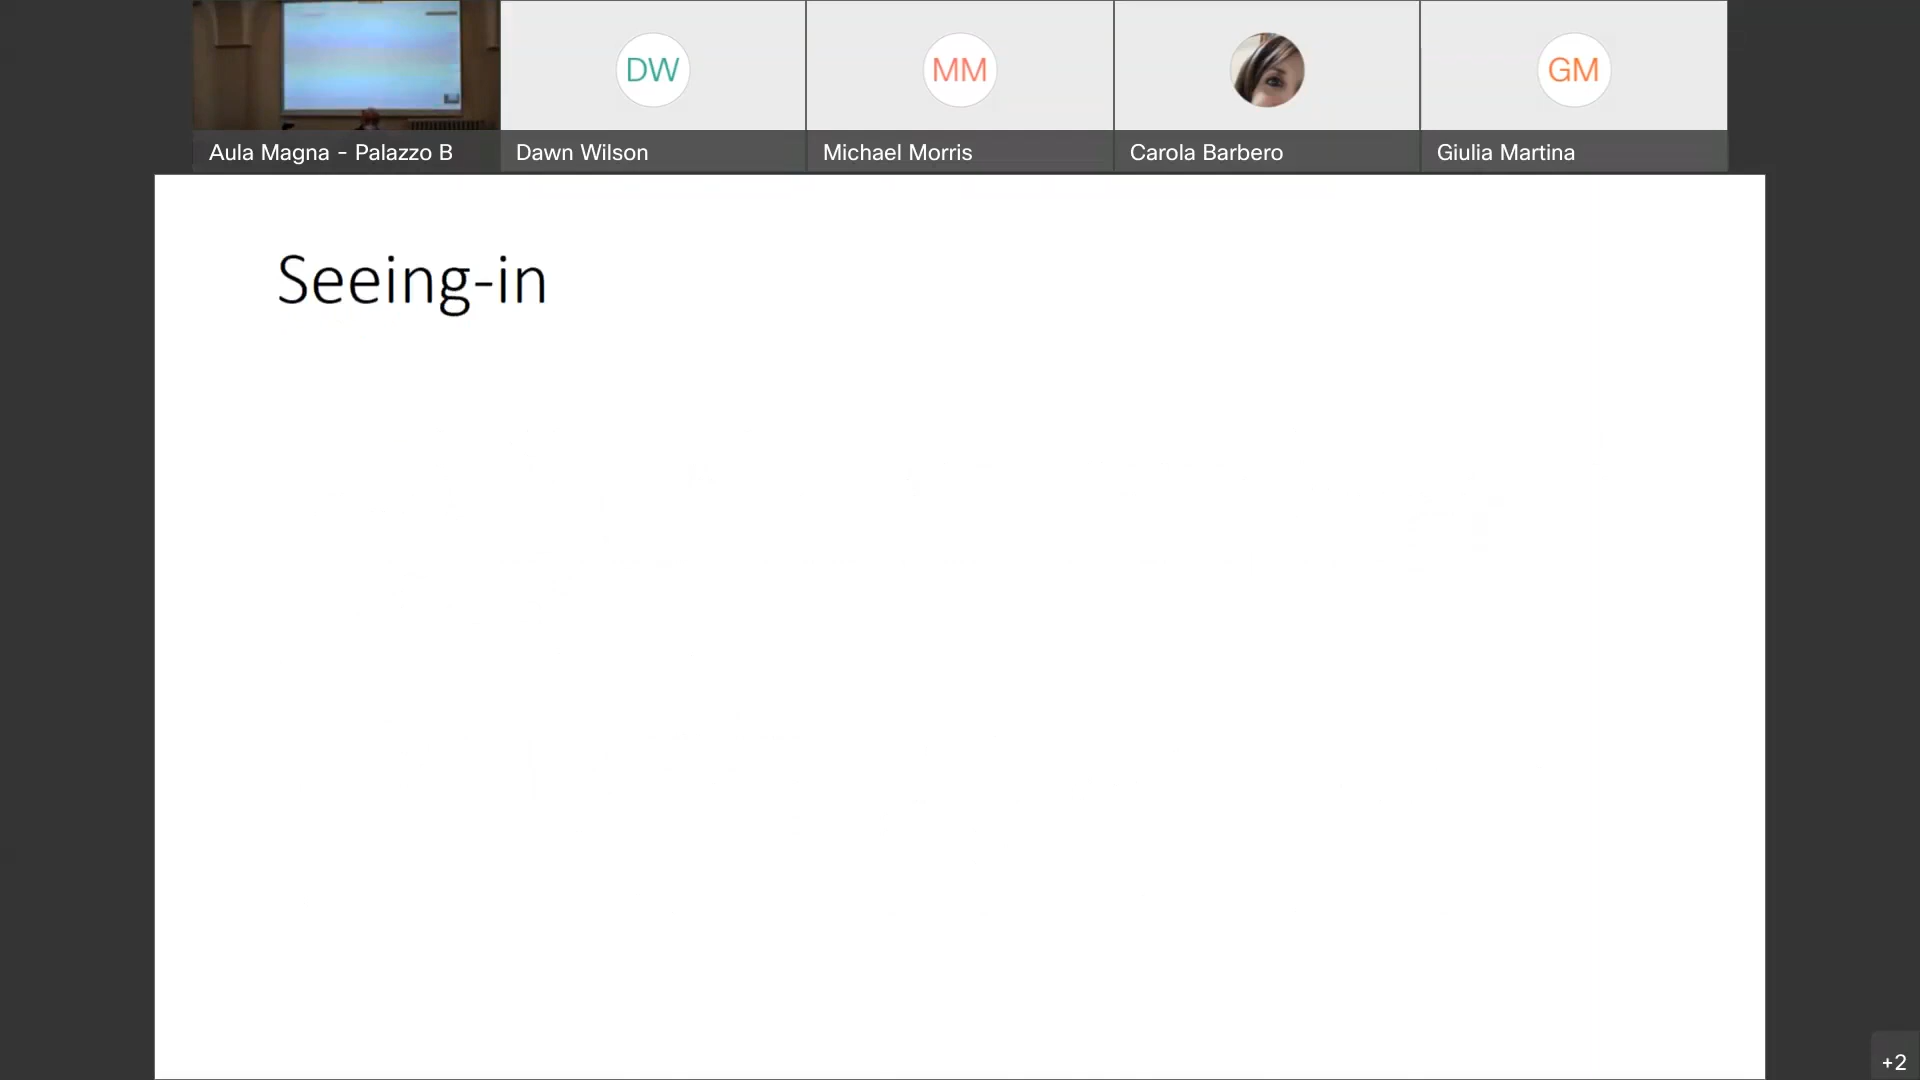 DW
MM
GM
Aula Magna - Palazzo B
Dawn Wilson
Michael Morris
Carola Barbero
Giulia Martina
Seeing-in
+2